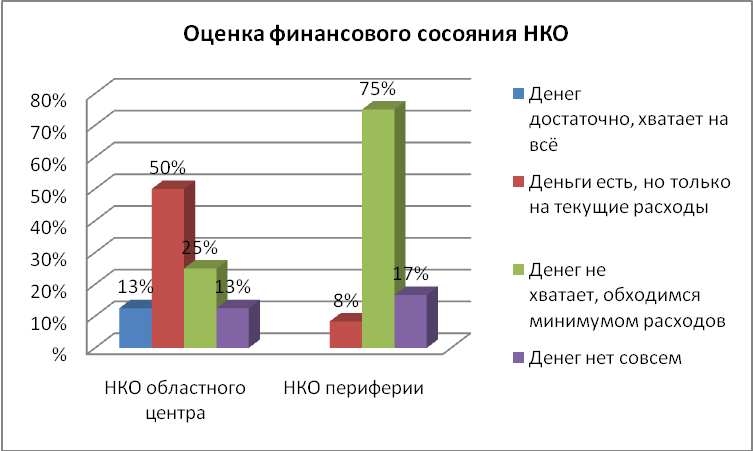 Оценка финансового сосояния НКО
80%
70%
60%
50%
40%
30%
20%
10%
%
13%
50%
25%
13%
8%
75%
17%
НКО областного
центра
НКО периферии
Денег
достаточно, хватает на
всё
Деньги есть, но только
на текущие расходы
Денег не
хватает, обходимся
минимумом расходов
Денег нет совсем